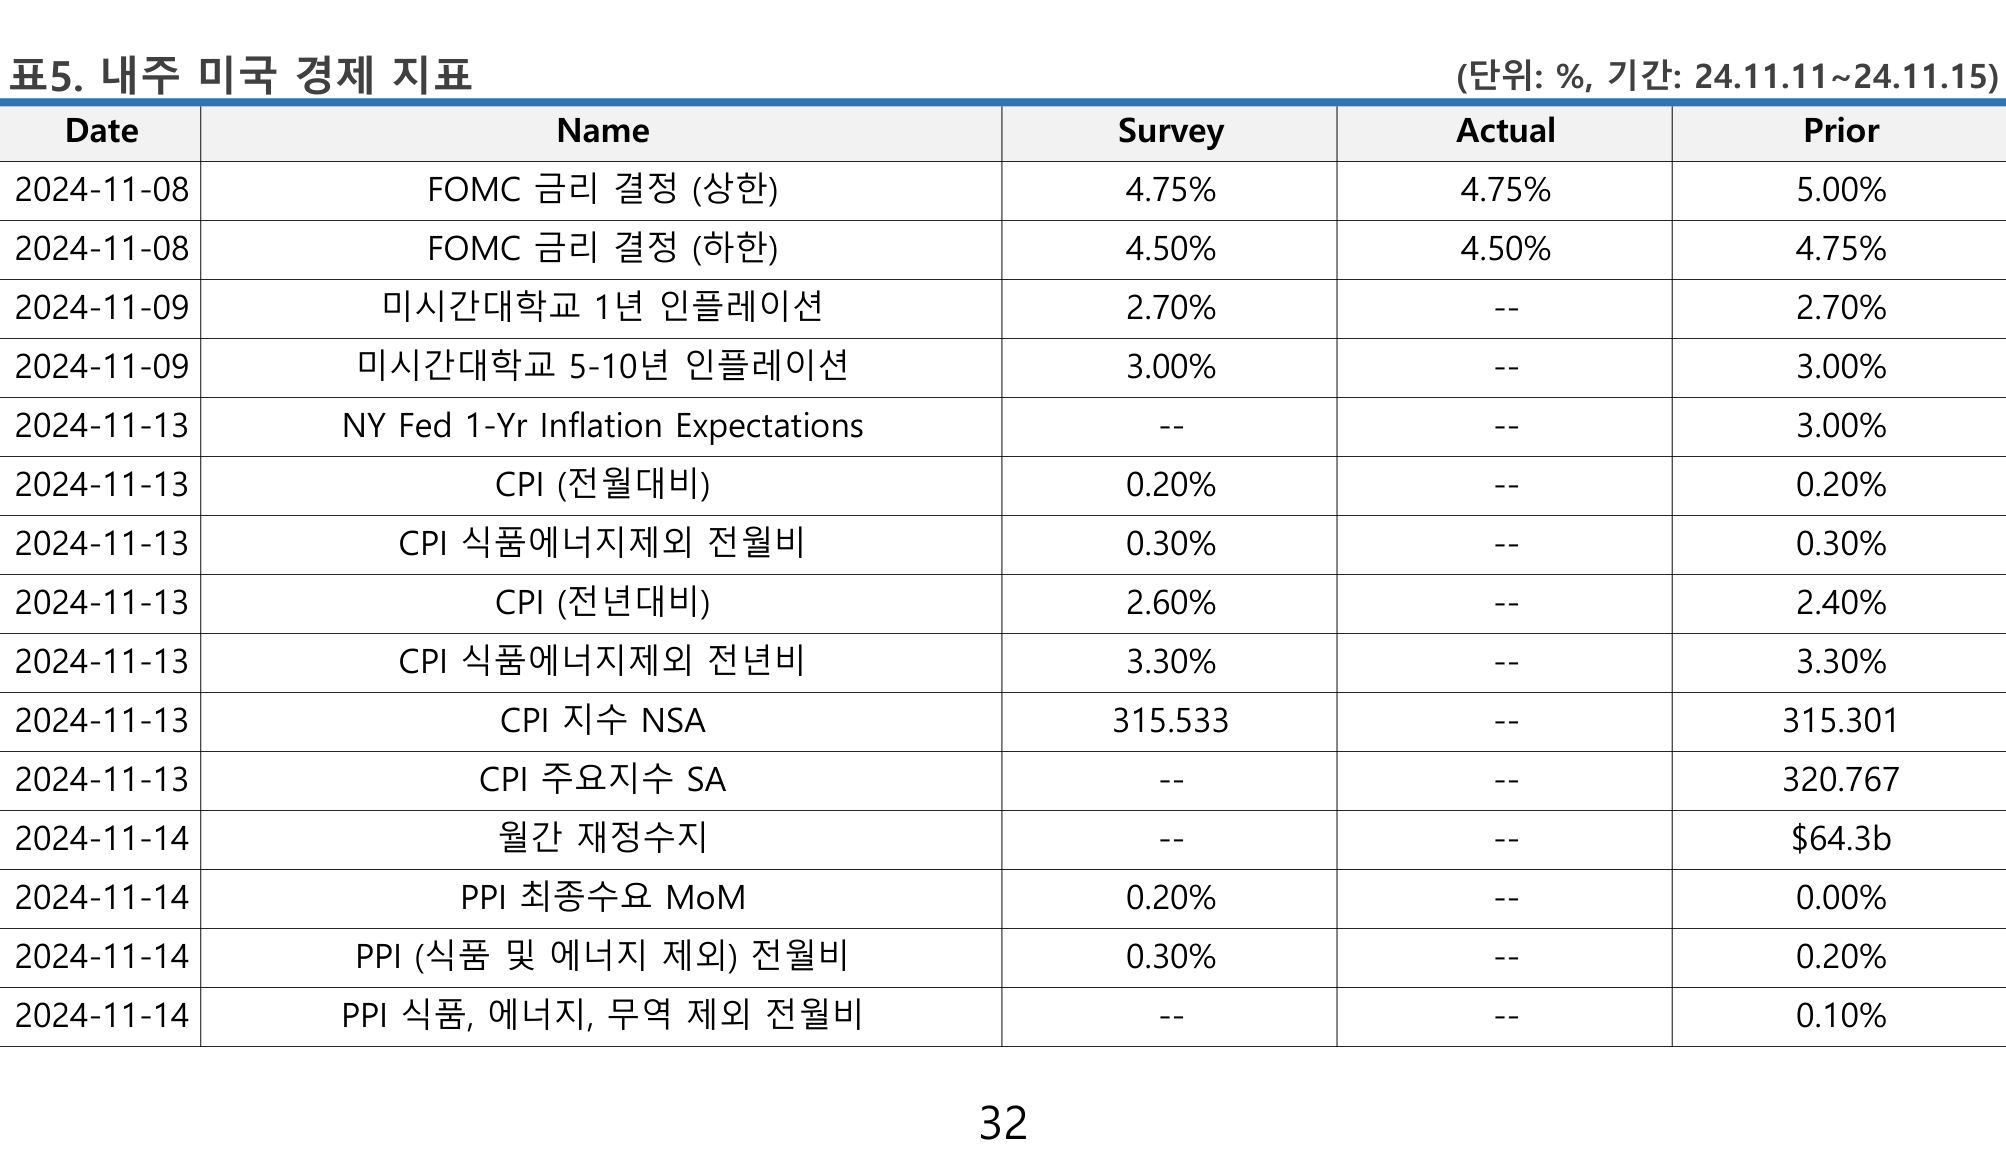 표5. 내주 미국 경제 지표 (단위: %, 기간: 24.11.11~24.11.15)
Date Name Survey Actual Prior
2024-11-08 FOMC 금리 결정 (상한) 4.75% 4.75% 5.00%
2024-11-08 FOMC 금리 결정 (하한) 4.50% 4.50% 4.75%
2024-11-09 미시간대학교 1년 인플레이션 2.70% -- 2.70%
2024-11-09 미시간대학교 5-10년 인플레이션 3.00% -- 3.00%
2024-11-13 NY Fed 1-Yr Inflation Expectations -- -- 3.00%
2024-11-13 CPI (전월대비) 0.20% -- 0.20%
2024-11-13 CPI 식품에너지제외 전월비 0.30% -- 0.30%
2024-11-13 CPI (전년대비) 2.60% -- 2.40%
2024-11-13 CPI 식품에너지제외 전년비 3.30% -- 3.30%
2024-11-13 CPI 지수 NSA 315.533 -- 315.301
2024-11-13 CPI 주요지수 SA -- -- 320.767
2024-11-14 월간 재정수지 -- -- $64.3b
2024-11-14 PPI 최종수요 MoM 0.20% -- 0.00%
2024-11-14 PPI (식품 및 에너지 제외) 전월비 0.30% -- 0.20%
2024-11-14 PPI 식품, 에너지, 무역 제외 전월비 -- -- 0.10%
32